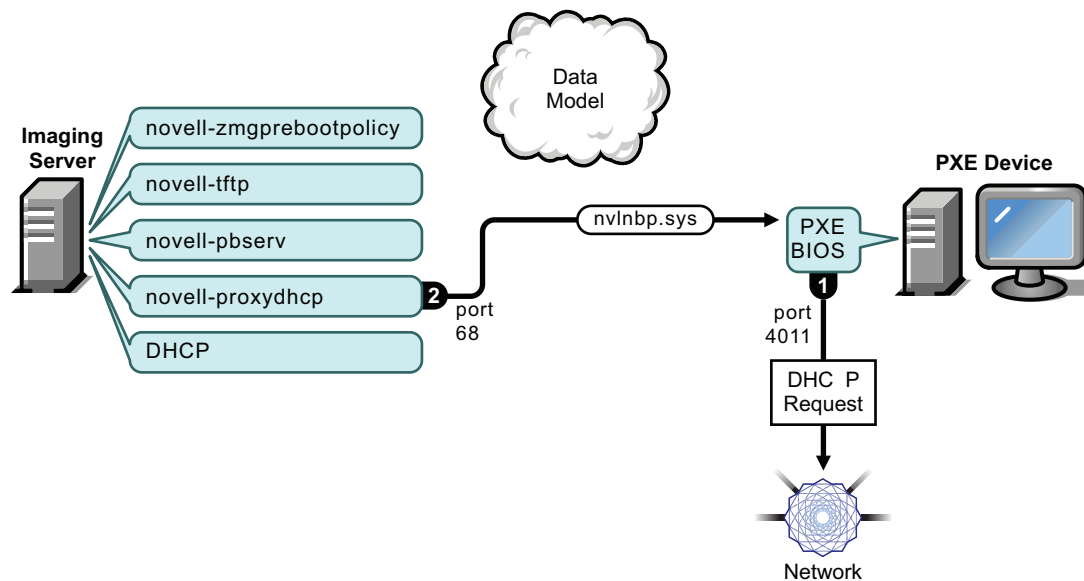 Data
Model
Imaging
Server
novell-zmgprebootpolicy
novell-tftp
novell-pbserv
novell-proxydhcp
DHCP
2
port
68
nvlnbp.sys
PXE
BIOS
PXE Device
1
port
4011
DHC P
Request
Network